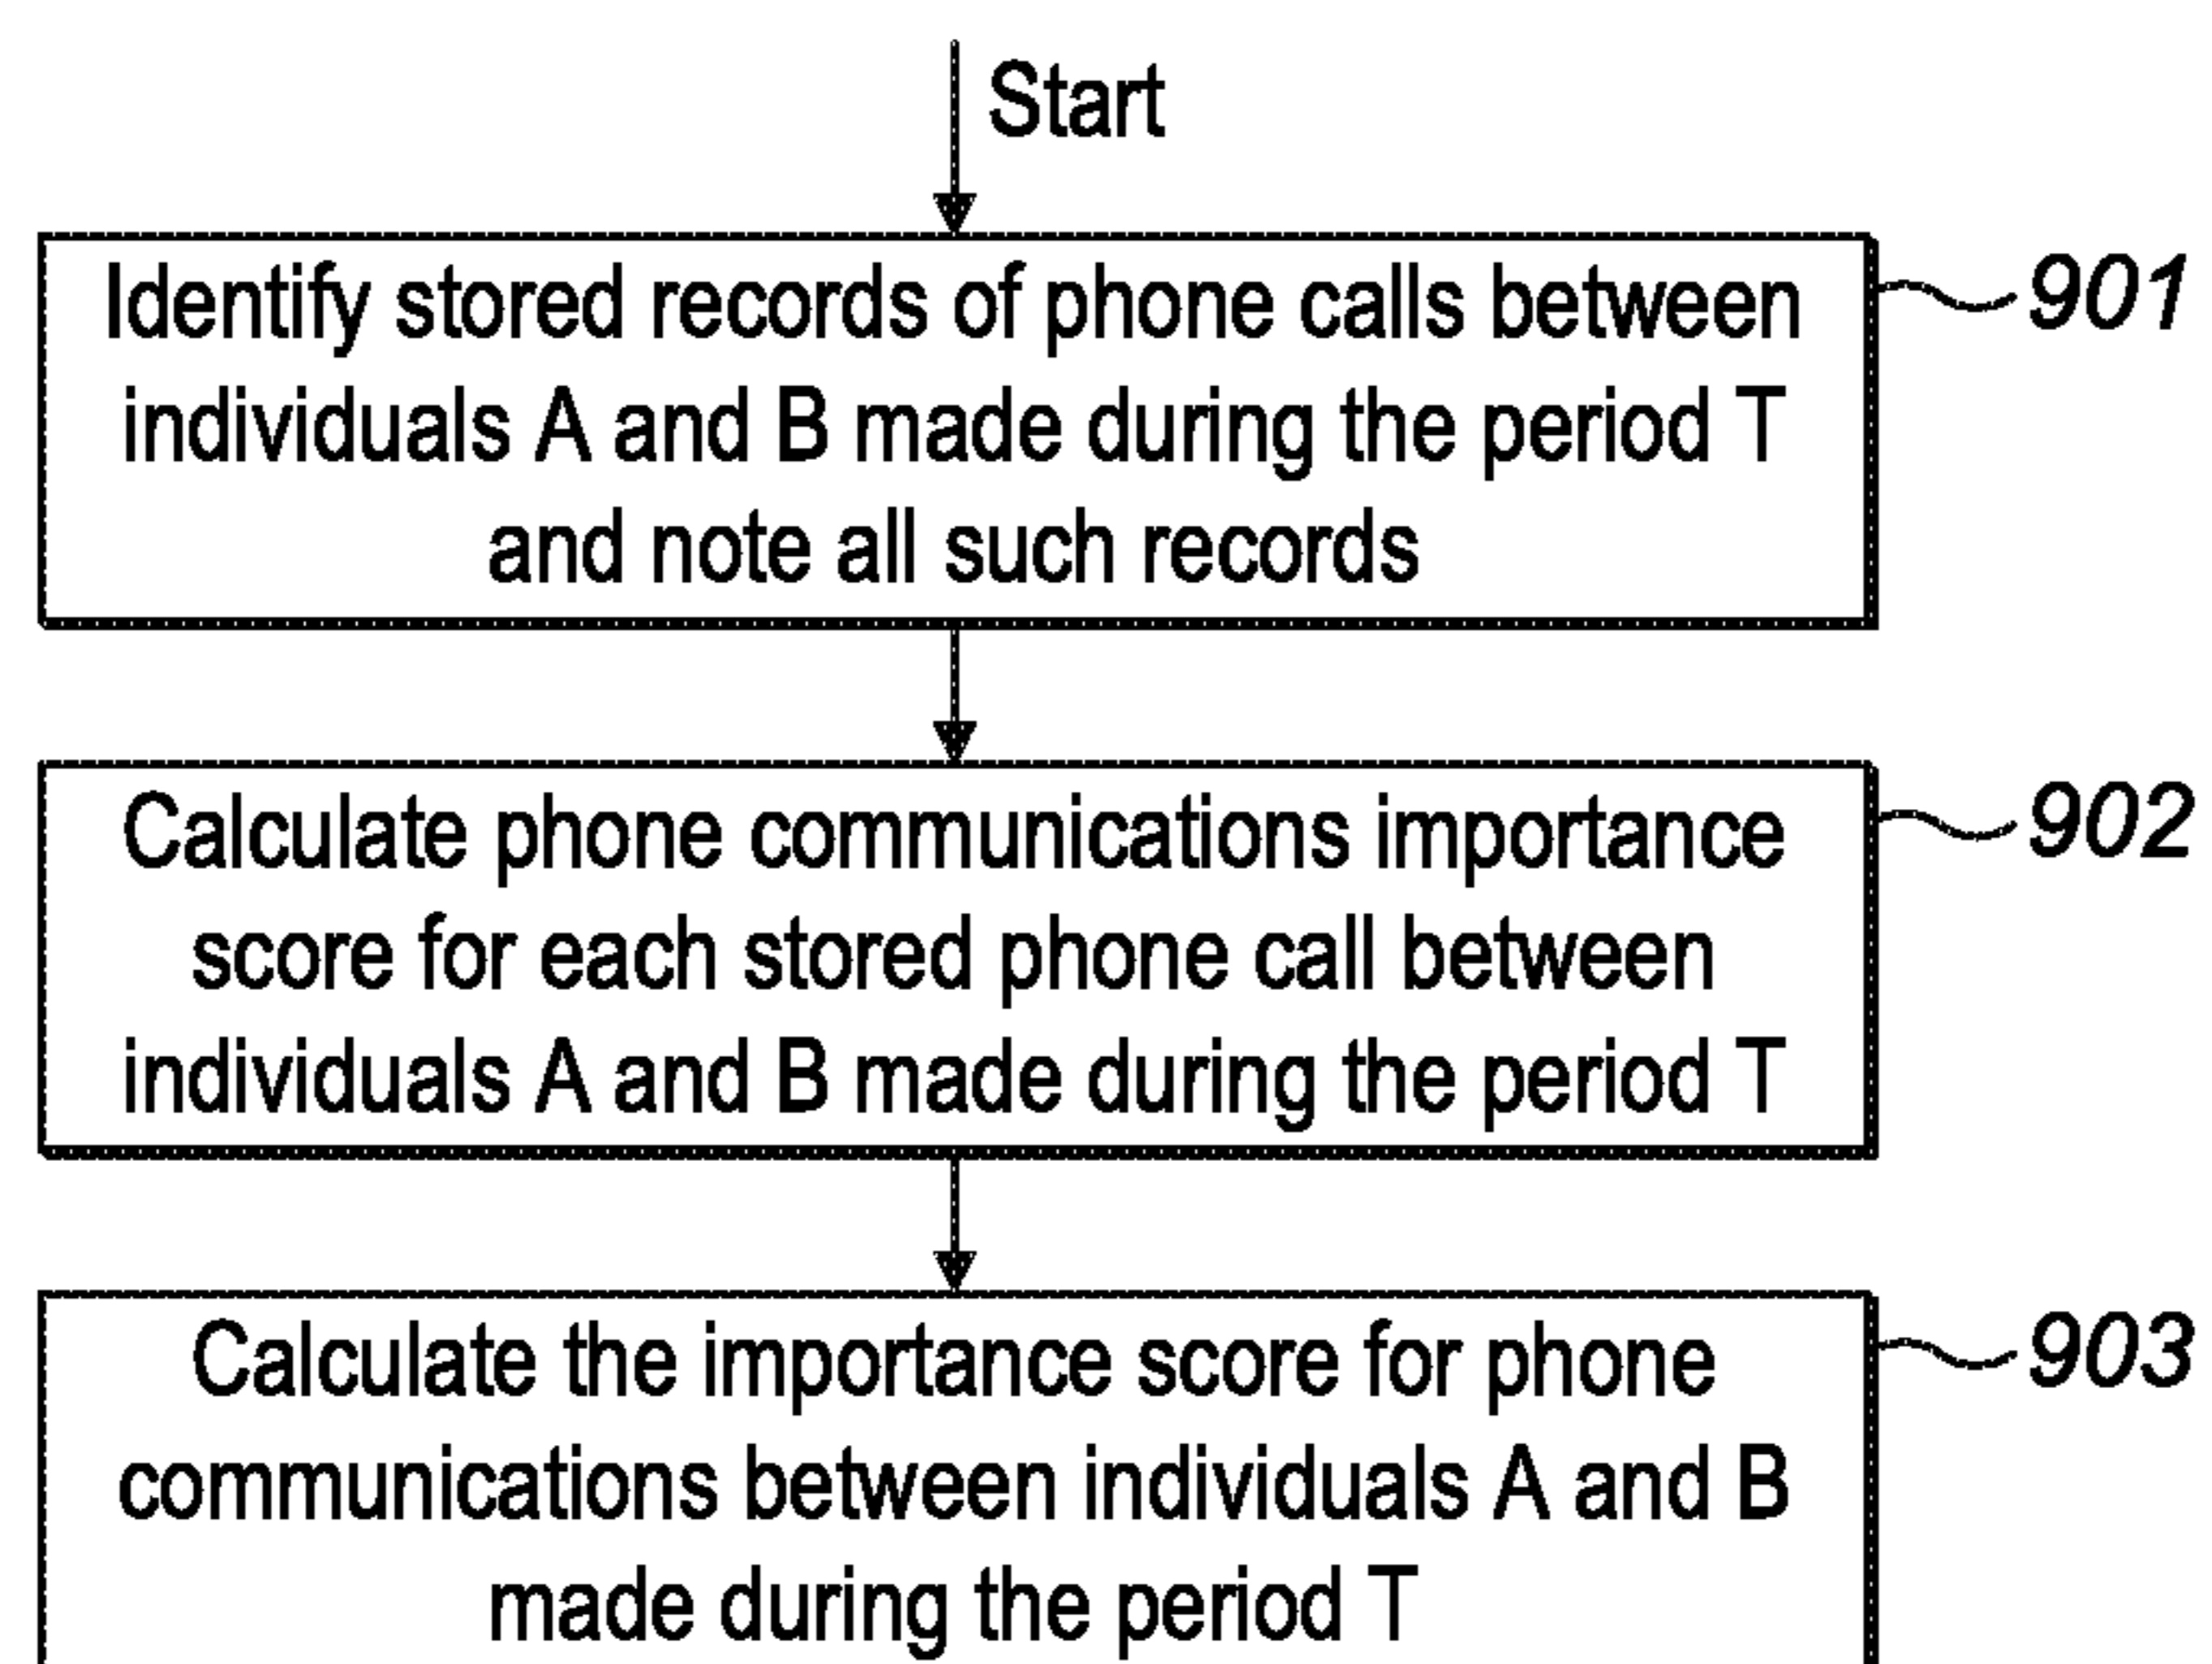 Start
Identify stored records of phone calls between
individuals A and B made during the period T
and note all such records
901
Calculate phone communications importance
score for each stored phone call between
individuals A and B made during the period T
902
Calculate the importance score for phone
communications between individuals A and B
made during the period T
903